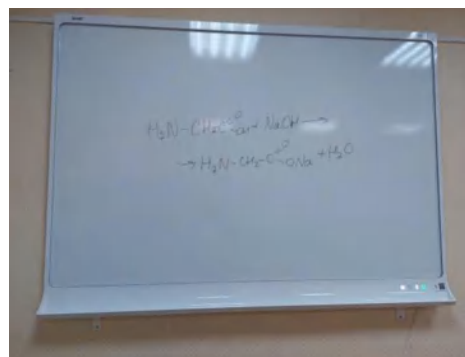 H₂N-CH₂-C=O-OH + NaOH →
→ H₂N-CH₂-C=O-ONa + H₂O